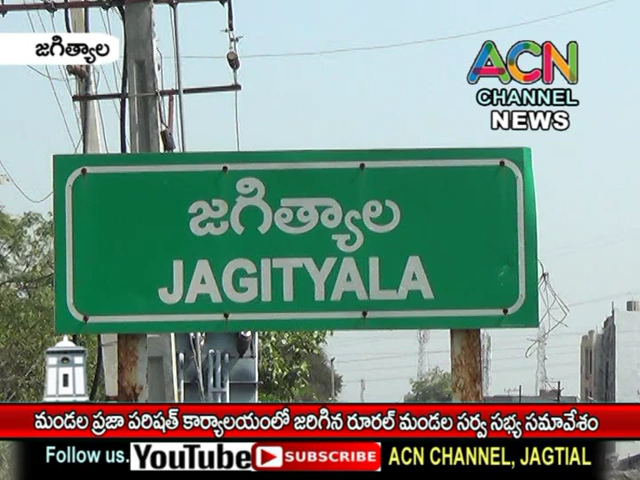 జగిత్యాల
ACN
CHANNEL
NEWS
జగిత్యాల
JAGITYALA
మండల ప్రజా పరిషత్ కార్యాలయంలో జరిగిన రూరల్ మండల సర్వ సభ్య సమావేశం
Follow us. YouTube SUBSCRIBE ACN CHANNEL, JAGTIAL